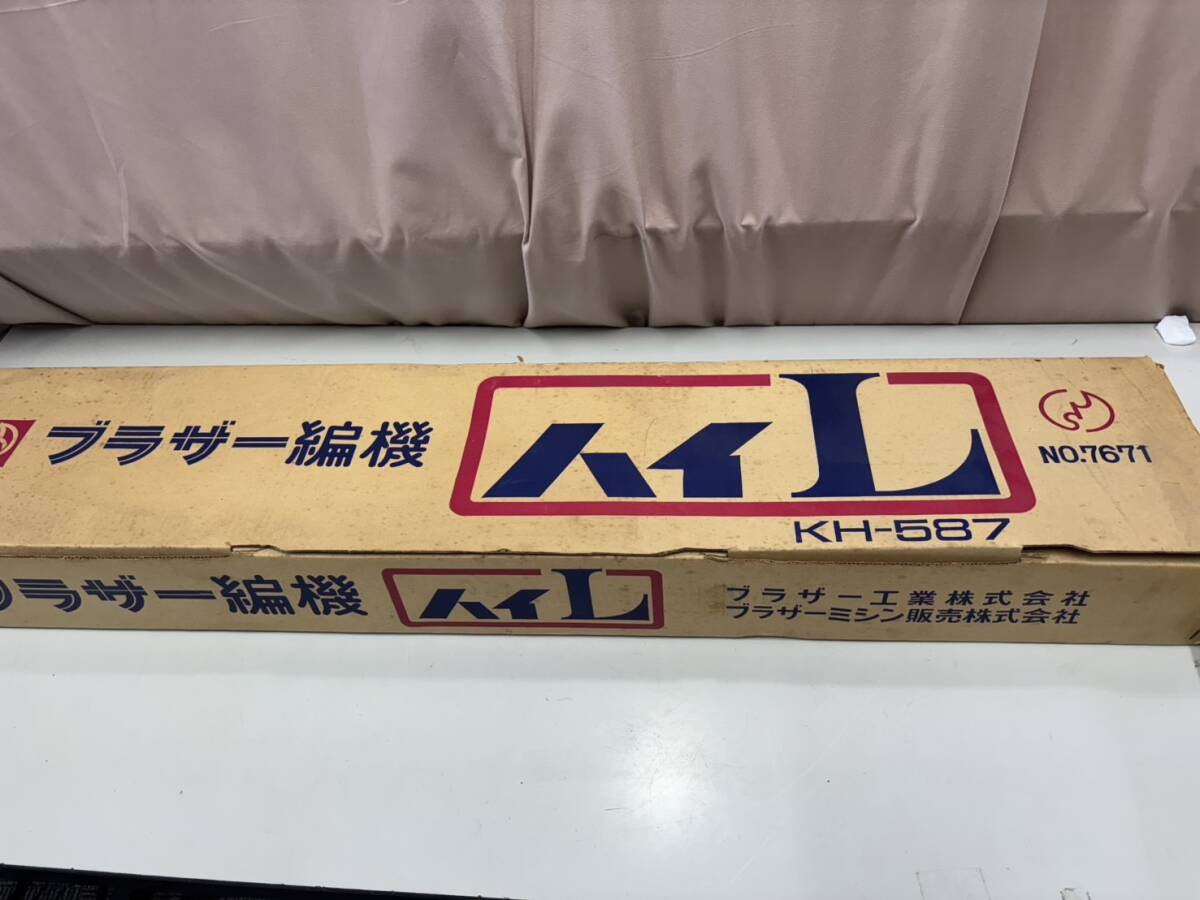 ブラザー編機
ハイL
KH-587
NO.7671
ブラザー編機
ハイL
ブラザー工業株式会社
ブラザーミシン販売株式会社